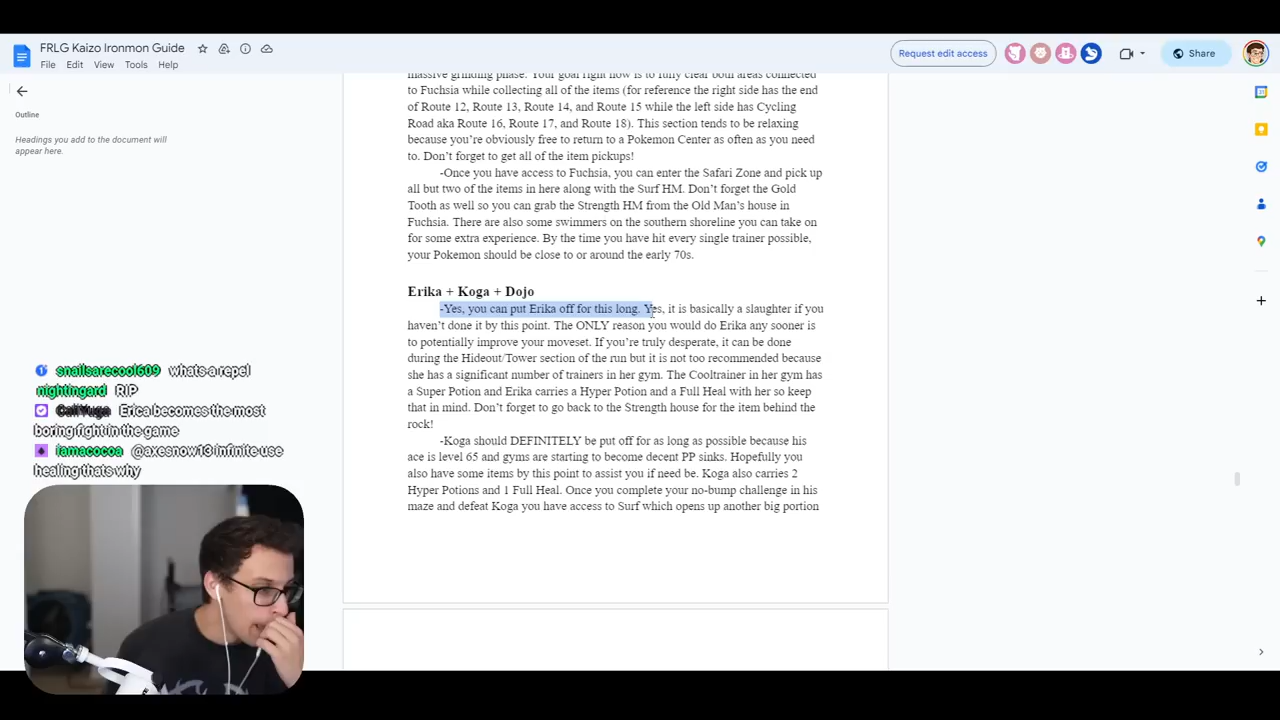 FRLG Kaizo Ironmon Guide
File Edit View Tools Help
Request edit access
Share
Outline
Headings you add to the document will
appear here.
massive grinding phase. Your goal right now is to fully clear both areas connected
to Fuchsia while collecting all of the items (for reference the right side has the end
of Route 12, Route 13, Route 14, and Route 15 while the left side has Cycling
Road aka Route 16, Route 17, and Route 18). This section tends to be relaxing
because you're obviously free to return to a Pokemon Center as often as you need
to. Don't forget to get all of the item pickups!
-Once you have access to Fuchsia, you can enter the Safari Zone and pick up
all but two of the items in here along with the Surf HM. Don't forget the Gold
Tooth as well so you can grab the Strength HM from the Old Man's house in
Fuchsia. There are also some swimmers on the southern shoreline you can take on
for some extra experience. By the time you have hit every single trainer possible,
your Pokemon should be close to or around the early 70s.
Erika + Koga + Dojo
-Yes, you can put Erika off for this long. Yes, it is basically a slaughter if you
haven't done it by this point. The ONLY reason you would do Erika any sooner is
to potentially improve your moveset. If you're truly desperate, it can be done
during the Hideout/Tower section of the run but it is not too recommended because
she has a significant number of trainers in her gym. The Cooltrainer in her gym has
a Super Potion and Erika carries a Hyper Potion and a Full Heal with her so keep
that in mind. Don't forget to go back to the Strength house for the item behind the
rock!
-Koga should DEFINITELY be put off for as long as possible because his
ace is level 65 and gyms are starting to become decent PP sinks. Hopefully you
also have some items by this point to assist you if need be. Koga also carries 2
Hyper Potions and 1 Full Heal. Once you complete your no-bump challenge in his
maze and defeat Koga you have access to Surf which opens up another big portion
snailsarecool609 whats a repel
nightingard RIP
Cali Yuga Erica becomes the most
boring fight in the game
iamacocoa @axesnow13 infinite use
healing thats why